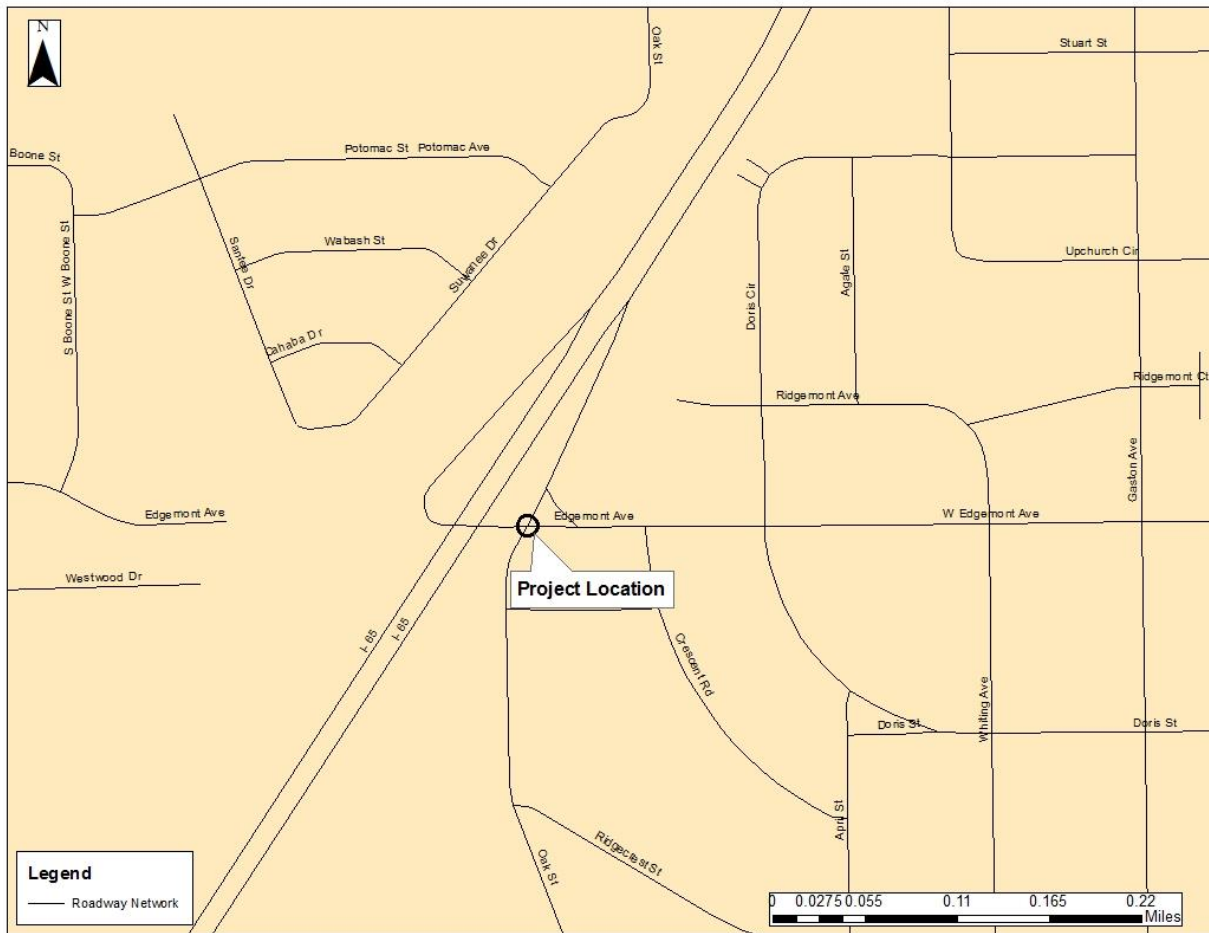 N
Oak St
Stuart St
Boone St
Potomac St Potomac Ave
S Boone St W Boone St
Santee Dr
Wabash St
Suwanee Dr
Cahaba Dr
Doris Cir
Agate St
Upchurch Cir
Ridgemont Ct
Ridgemont Ave
Gaston Ave
Edgemont Ave
Edgemont Ave
W Edgemont Ave
Westwood Dr
Project Location
I- 65
I- 65
Crescent Rd
Whiting Ave
Doris St
Doris St
April St
Ridgecrest St
Oak St
Legend
Roadway Network
0 0.0275 0.055 0.11 0.165 0.22
Miles